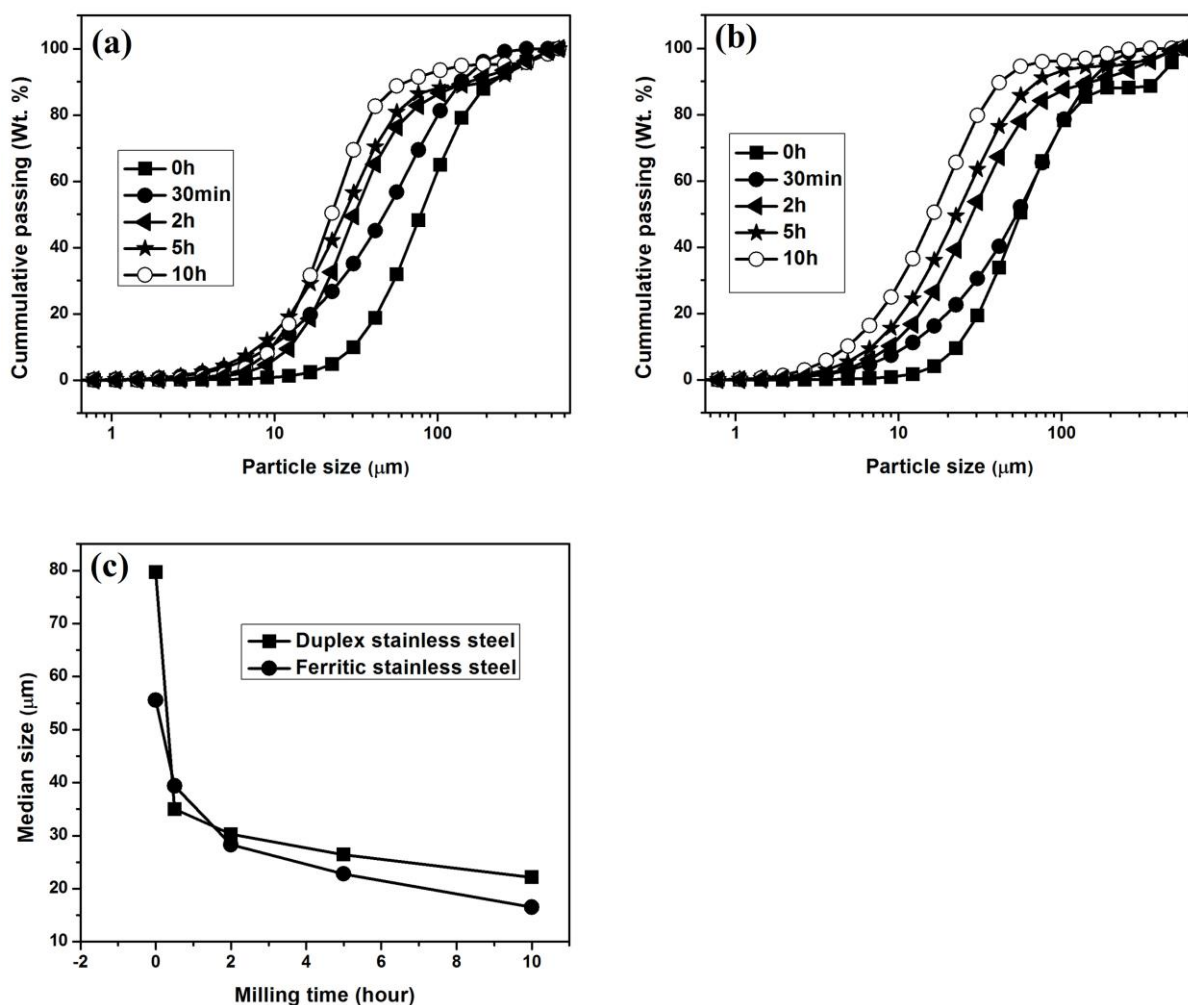 (a)
Cummulative passing (Wt. %)
100
80
60
40
20
0
0h
30min
2h
5h
10h
1
10
100
Particle size (μm)
(b)
Cummulative passing (Wt. %)
100
80
60
40
20
0
0h
30min
2h
5h
10h
1
10
100
Particle size (μm)
(c)
Median size (μm)
80
70
60
50
40
30
20
10
Duplex stainless steel
Ferritic stainless steel
-2
0
2
4
6
8
10
Milling time (hour)